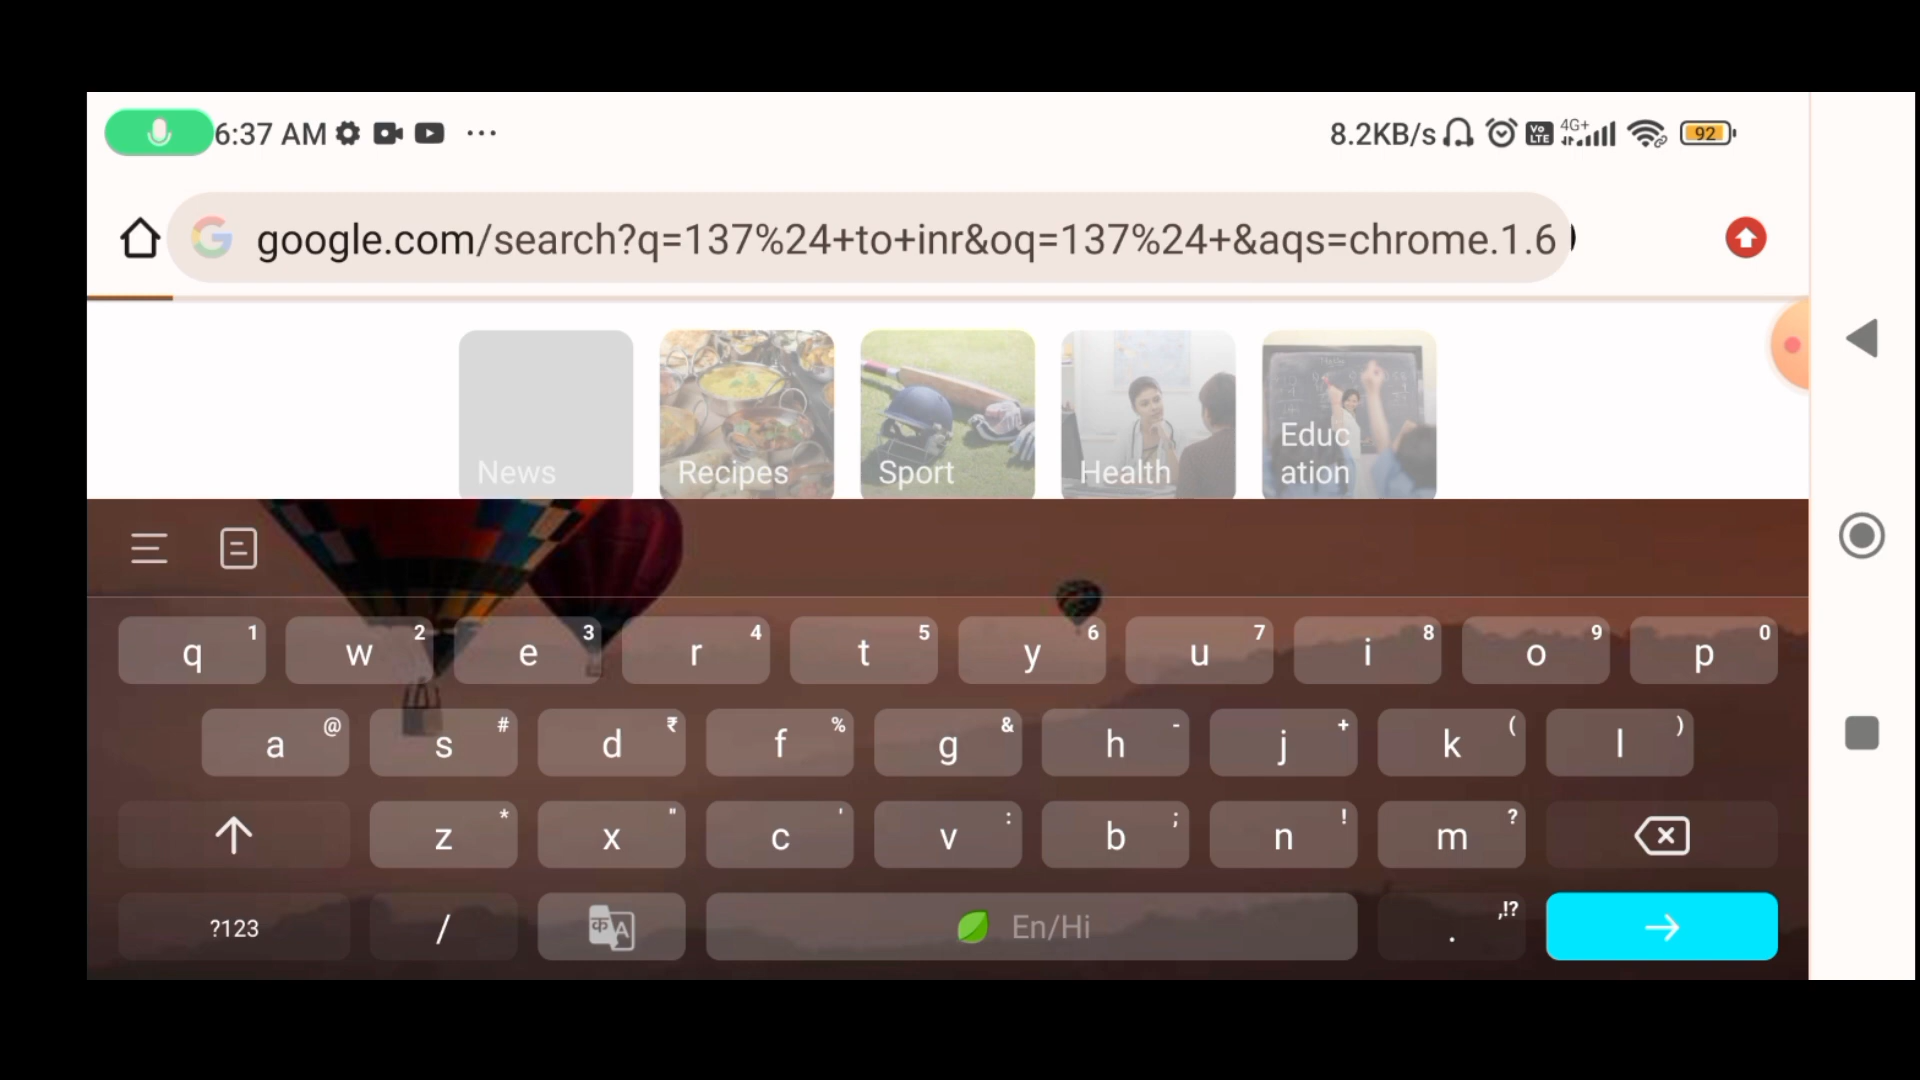 6:37 AM ... 8.2KB/s Vo LTE 4G+ 92
google.com/search?q=137%24+to+inr&oq=137%24+&aqs=chrome.1.6
News Recipes Sport Health Educ
ation
q 1 w 2 e 3 r 4 t 5 y 6 u 7 i 8 o 9 p 0
a @ s # d ₹ f % g & h - j + k ( l )
z * x " c ' v : b ; n ! m ?
?123 / क A En/Hi . ,!?